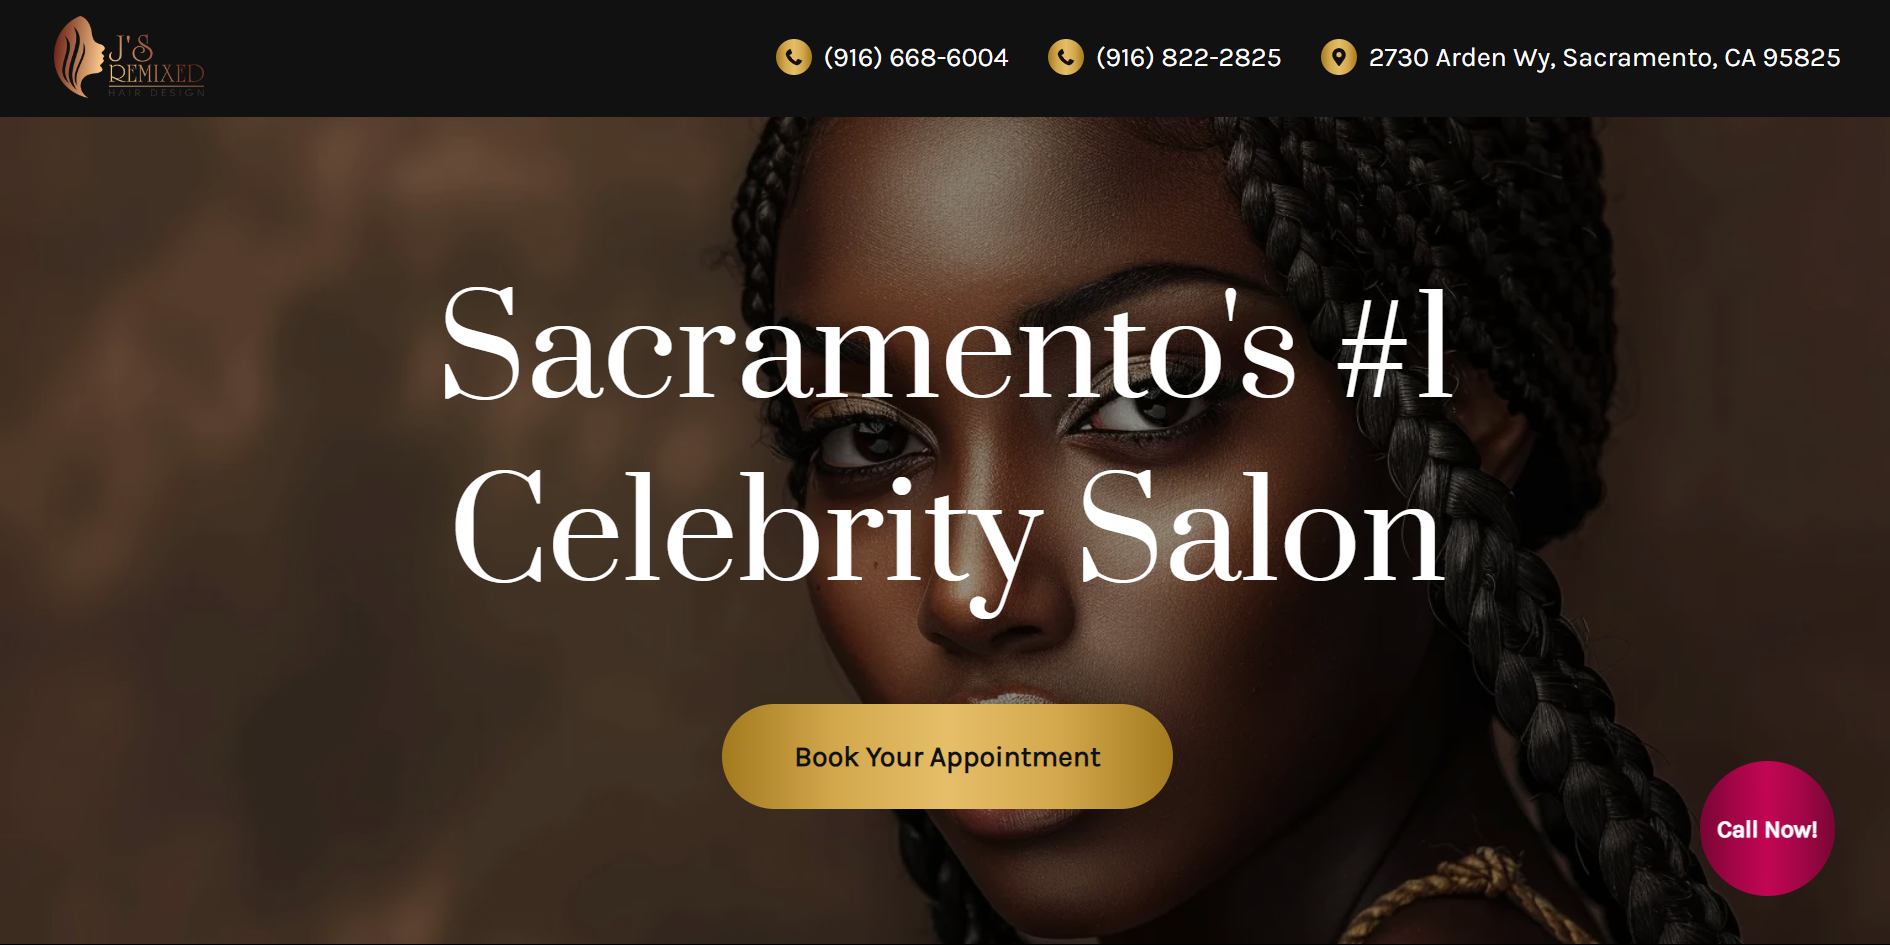 J'S
REMIXED
HAIR DESIGN
(916) 668-6004
(916) 822-2825
2730 Arden Wy, Sacramento, CA 95825
Sacramento's #1
Celebrity Salon
Book Your Appointment
Call Now!